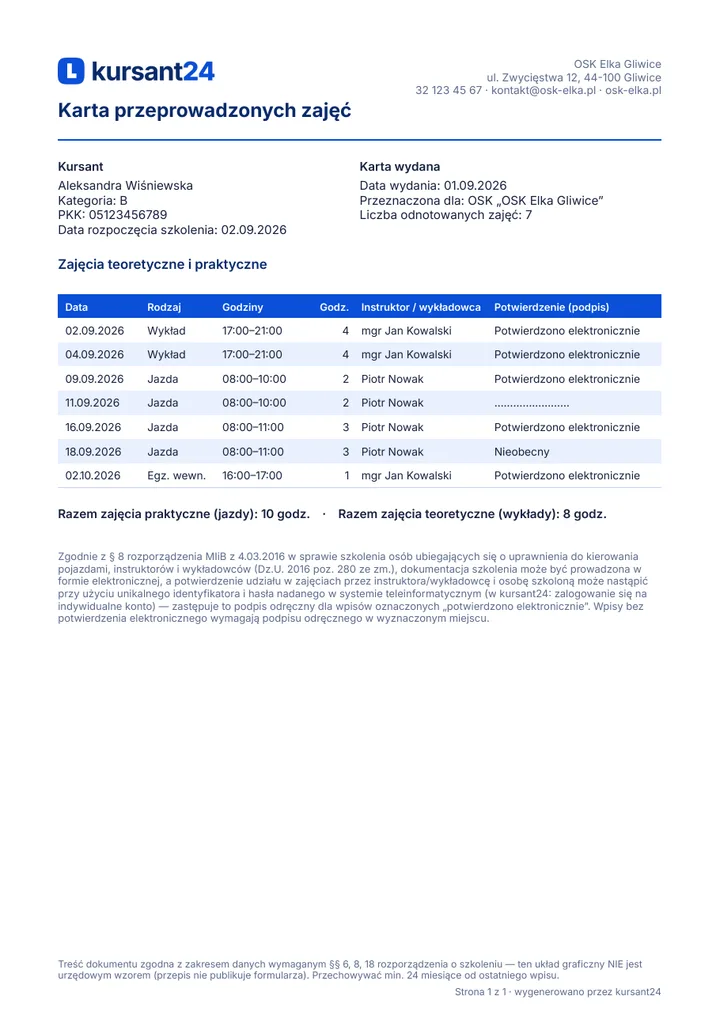 L kursant24
OSK Elka Gliwice
ul. Zwycięstwa 12, 44-100 Gliwice
32 123 45 67 · kontakt@osk-elka.pl · osk-elka.pl
Karta przeprowadzonych zajęć
Kursant
Aleksandra Wiśniewska
Kategoria: B
PKK: 05123456789
Data rozpoczęcia szkolenia: 02.09.2026
Karta wydana
Data wydania: 01.09.2026
Przeznaczona dla: OSK „OSK Elka Gliwice”
Liczba odnotowanych zajęć: 7
Zajęcia teoretyczne i praktyczne
Data Rodzaj Godziny Godz. Instruktor / wykładowca Potwierdzenie (podpis)
02.09.2026 Wykład 17:00–21:00 4 mgr Jan Kowalski Potwierdzono elektronicznie
04.09.2026 Wykład 17:00–21:00 4 mgr Jan Kowalski Potwierdzono elektronicznie
09.09.2026 Jazda 08:00–10:00 2 Piotr Nowak Potwierdzono elektronicznie
11.09.2026 Jazda 08:00–10:00 2 Piotr Nowak ........................
16.09.2026 Jazda 08:00–11:00 3 Piotr Nowak Potwierdzono elektronicznie
18.09.2026 Jazda 08:00–11:00 3 Piotr Nowak Nieobecny
02.10.2026 Egz. wewn. 16:00–17:00 1 mgr Jan Kowalski Potwierdzono elektronicznie
Razem zajęcia praktyczne (jazdy): 10 godz. · Razem zajęcia teoretyczne (wykłady): 8 godz.
Zgodnie z § 8 rozporządzenia MIiB z 4.03.2016 w sprawie szkolenia osób ubiegających się o uprawnienia do kierowania
pojazdami, instruktorów i wykładowców (Dz.U. 2016 poz. 280 ze zm.), dokumentacja szkolenia może być prowadzona w
formie elektronicznej, a potwierdzenie udziału w zajęciach przez instruktora/wykładowcę i osobę szkoloną może nastąpić
przy użyciu unikalnego identyfikatora i hasła nadanego w systemie teleinformatycznym (w kursant24: zalogowanie się na
indywidualne konto) — zastępuje to podpis odręczny dla wpisów oznaczonych „potwierdzono elektronicznie”. Wpisy bez
potwierdzenia elektronicznego wymagają podpisu odręcznego w wyznaczonym miejscu.
Treść dokumentu zgodna z zakresem danych wymaganym §§ 6, 8, 18 rozporządzenia o szkoleniu — ten układ graficzny NIE jest
urzędowym wzorem (przepis nie publikuje formularza). Przechowywać min. 24 miesiące od ostatniego wpisu.
Strona 1 z 1 · wygenerowano przez kursant24